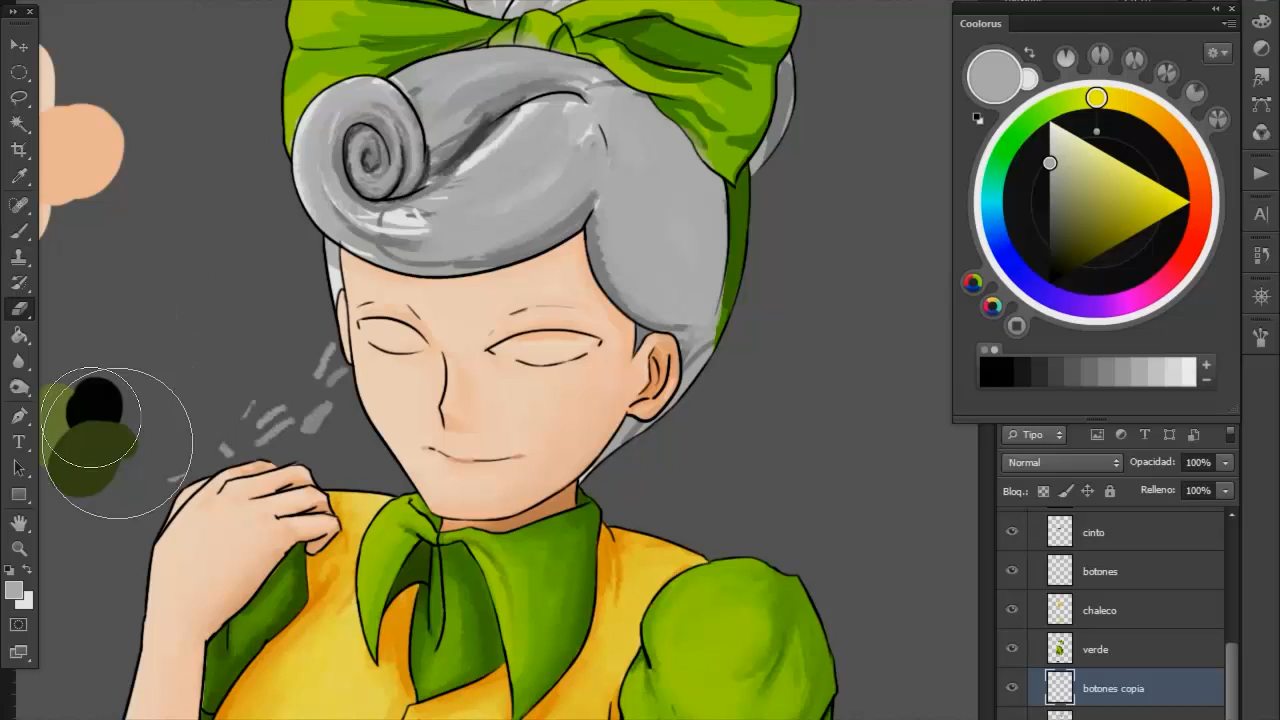 Coolorus
Tipo
Normal
Opacidad: 100%
Bloq.:
Relleno: 100%
cinto
botones
chaleco
verde
botones copia